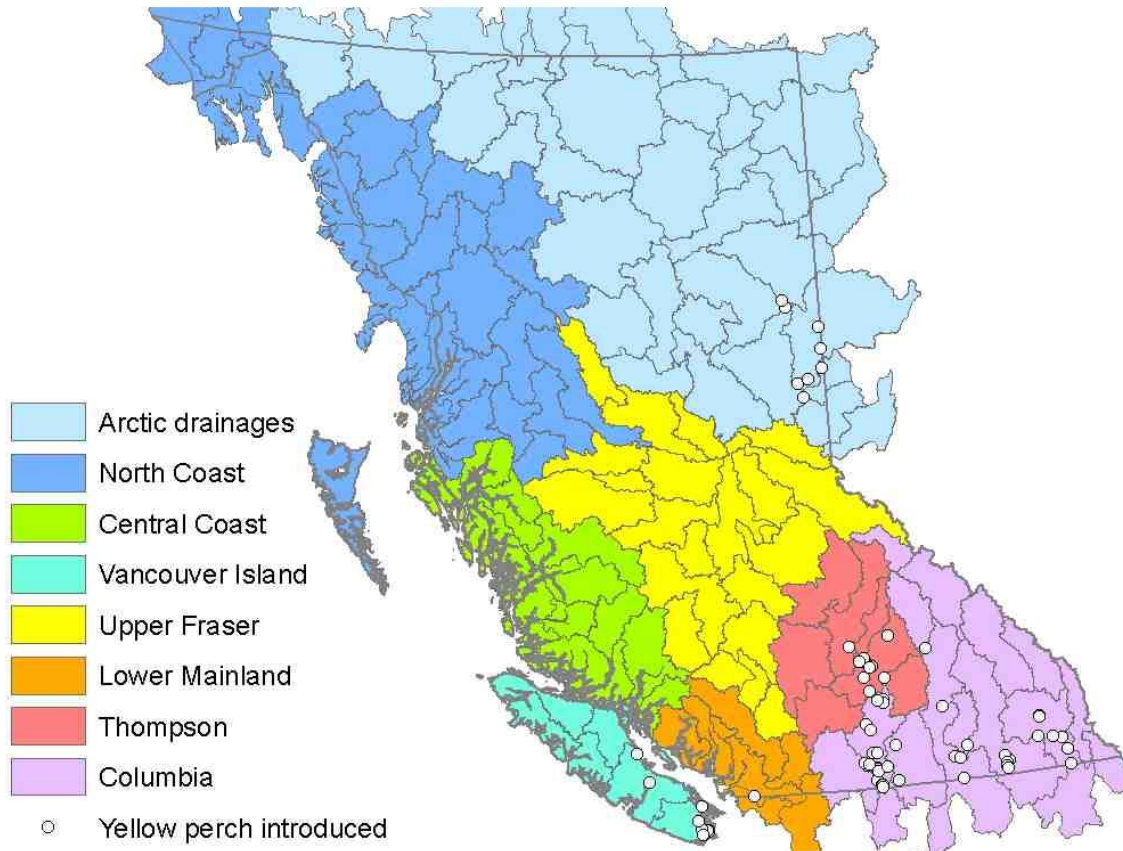 Arctic drainages
North Coast
Central Coast
Vancouver Island
Upper Fraser
Lower Mainland
Thompson
Columbia
Yellow perch introduced